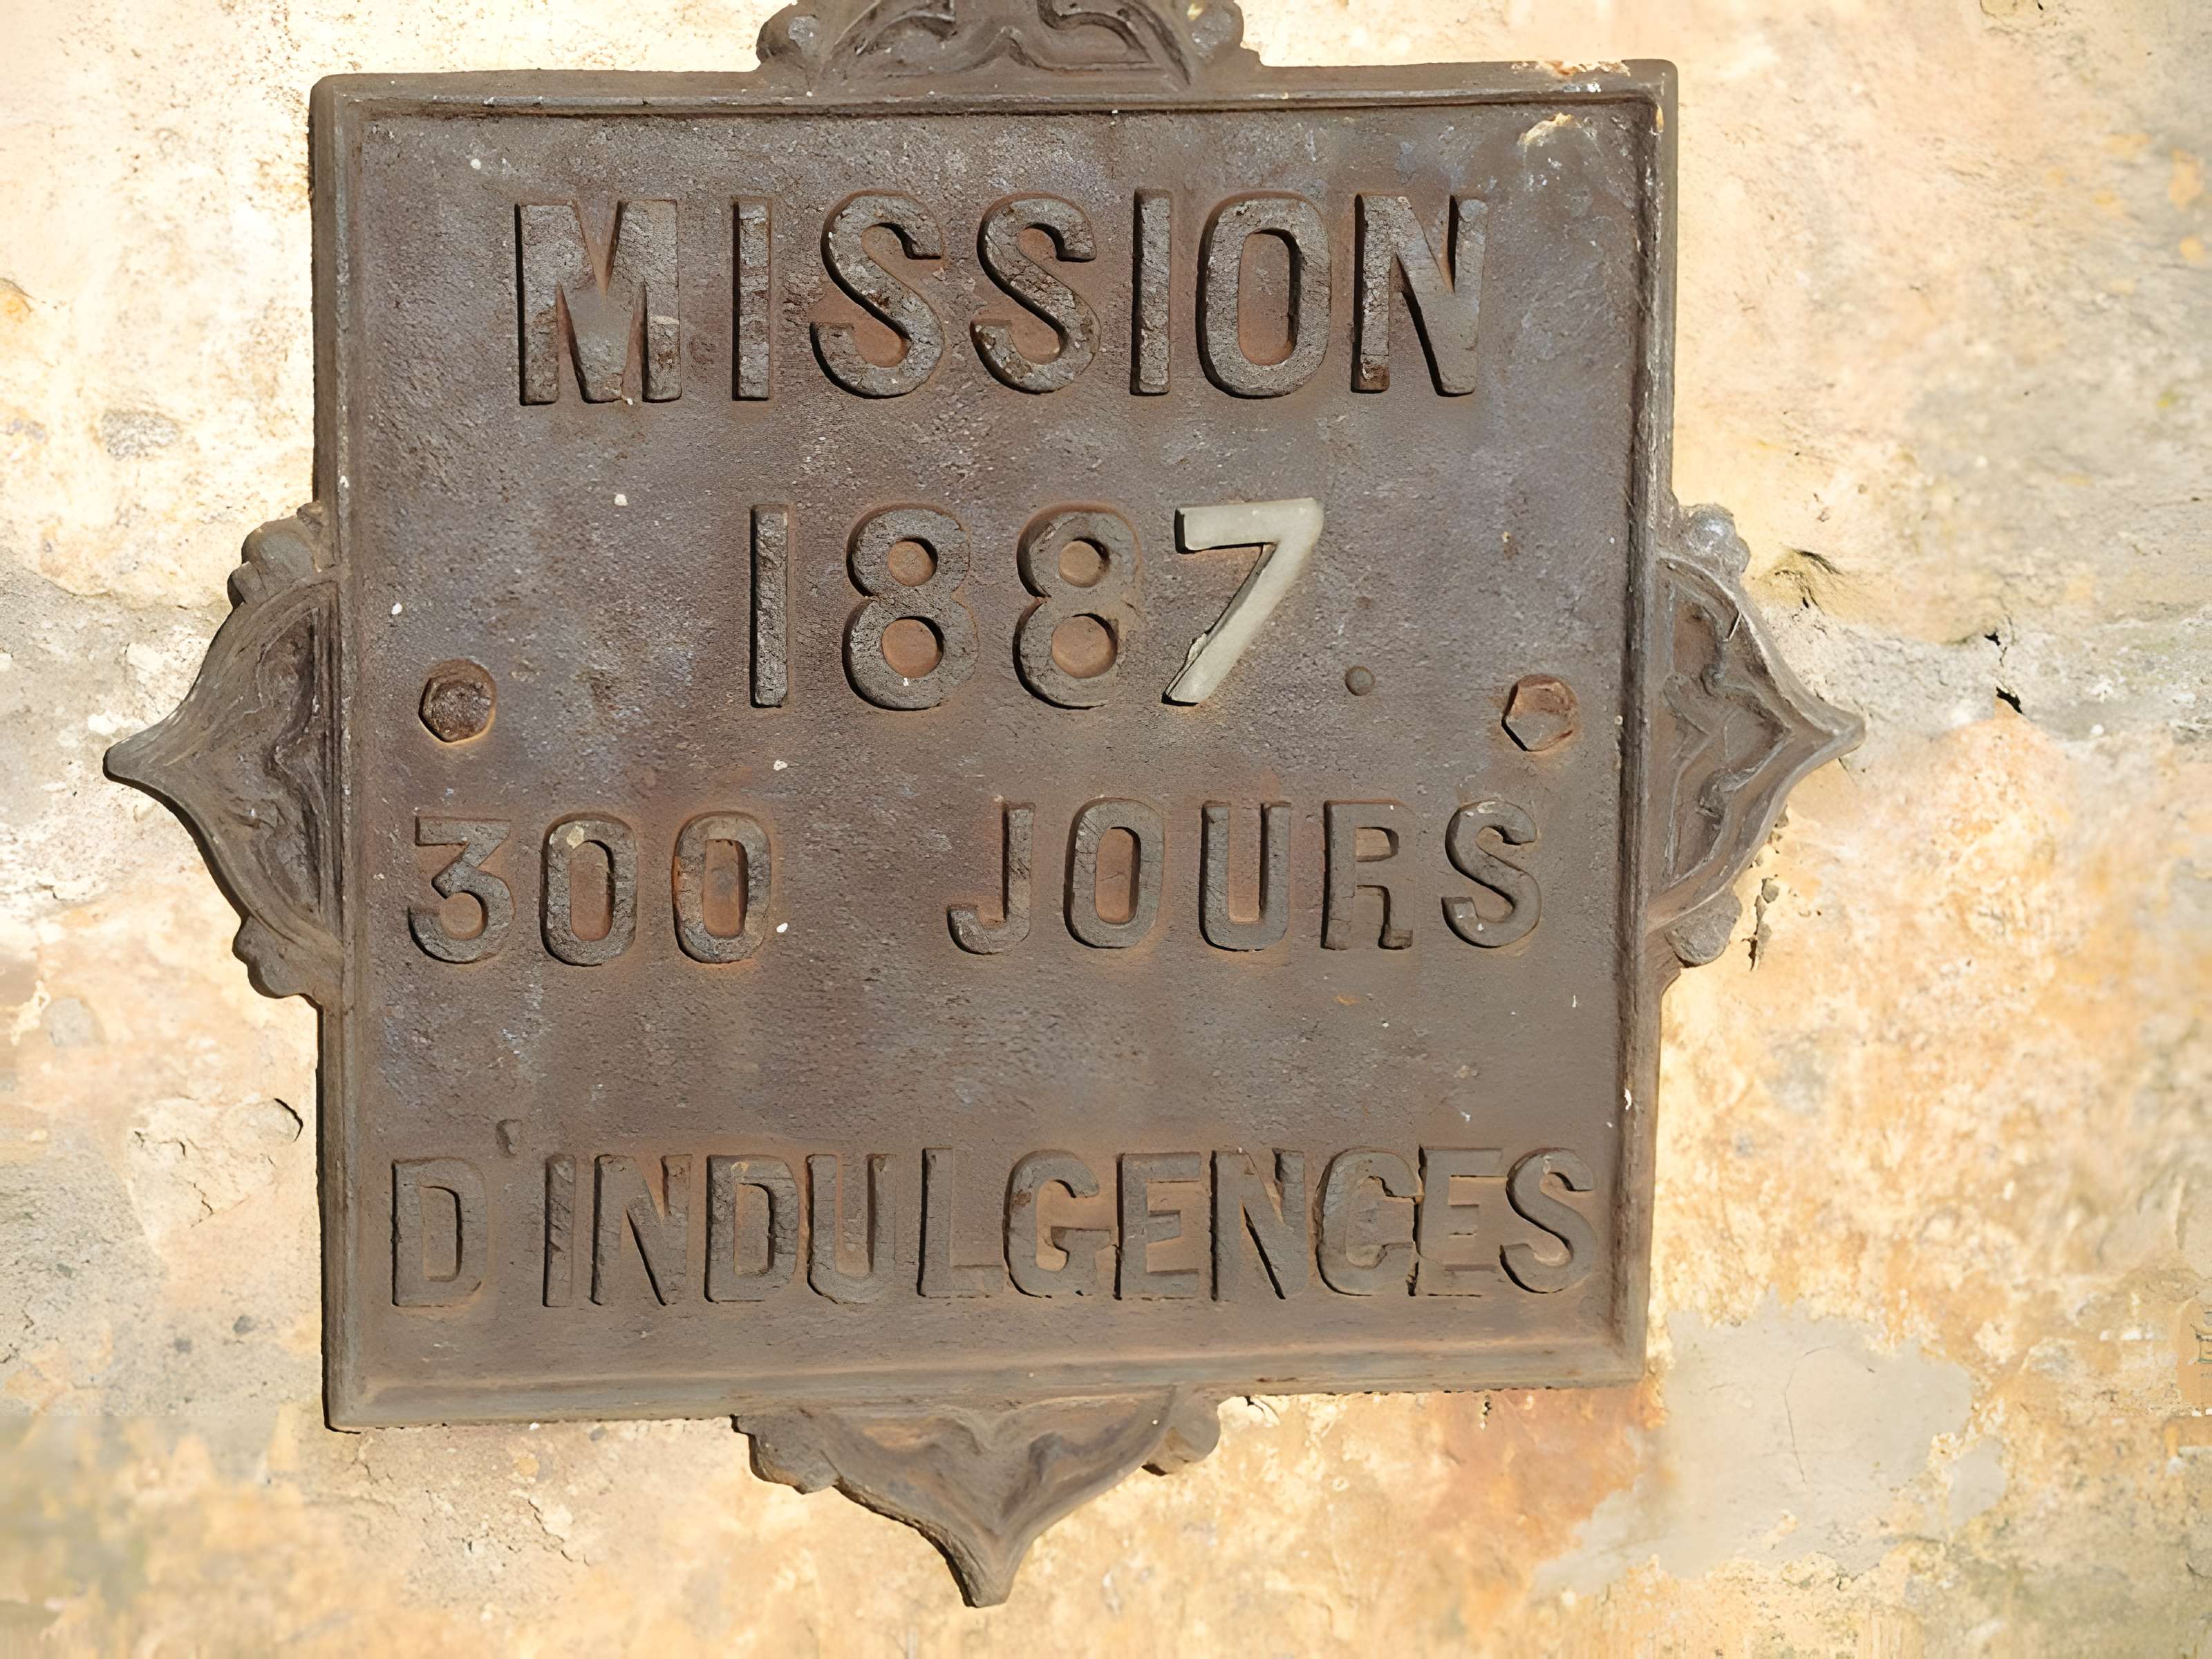 MISSION
1887.
300 JOURS
D'INDULGENCES